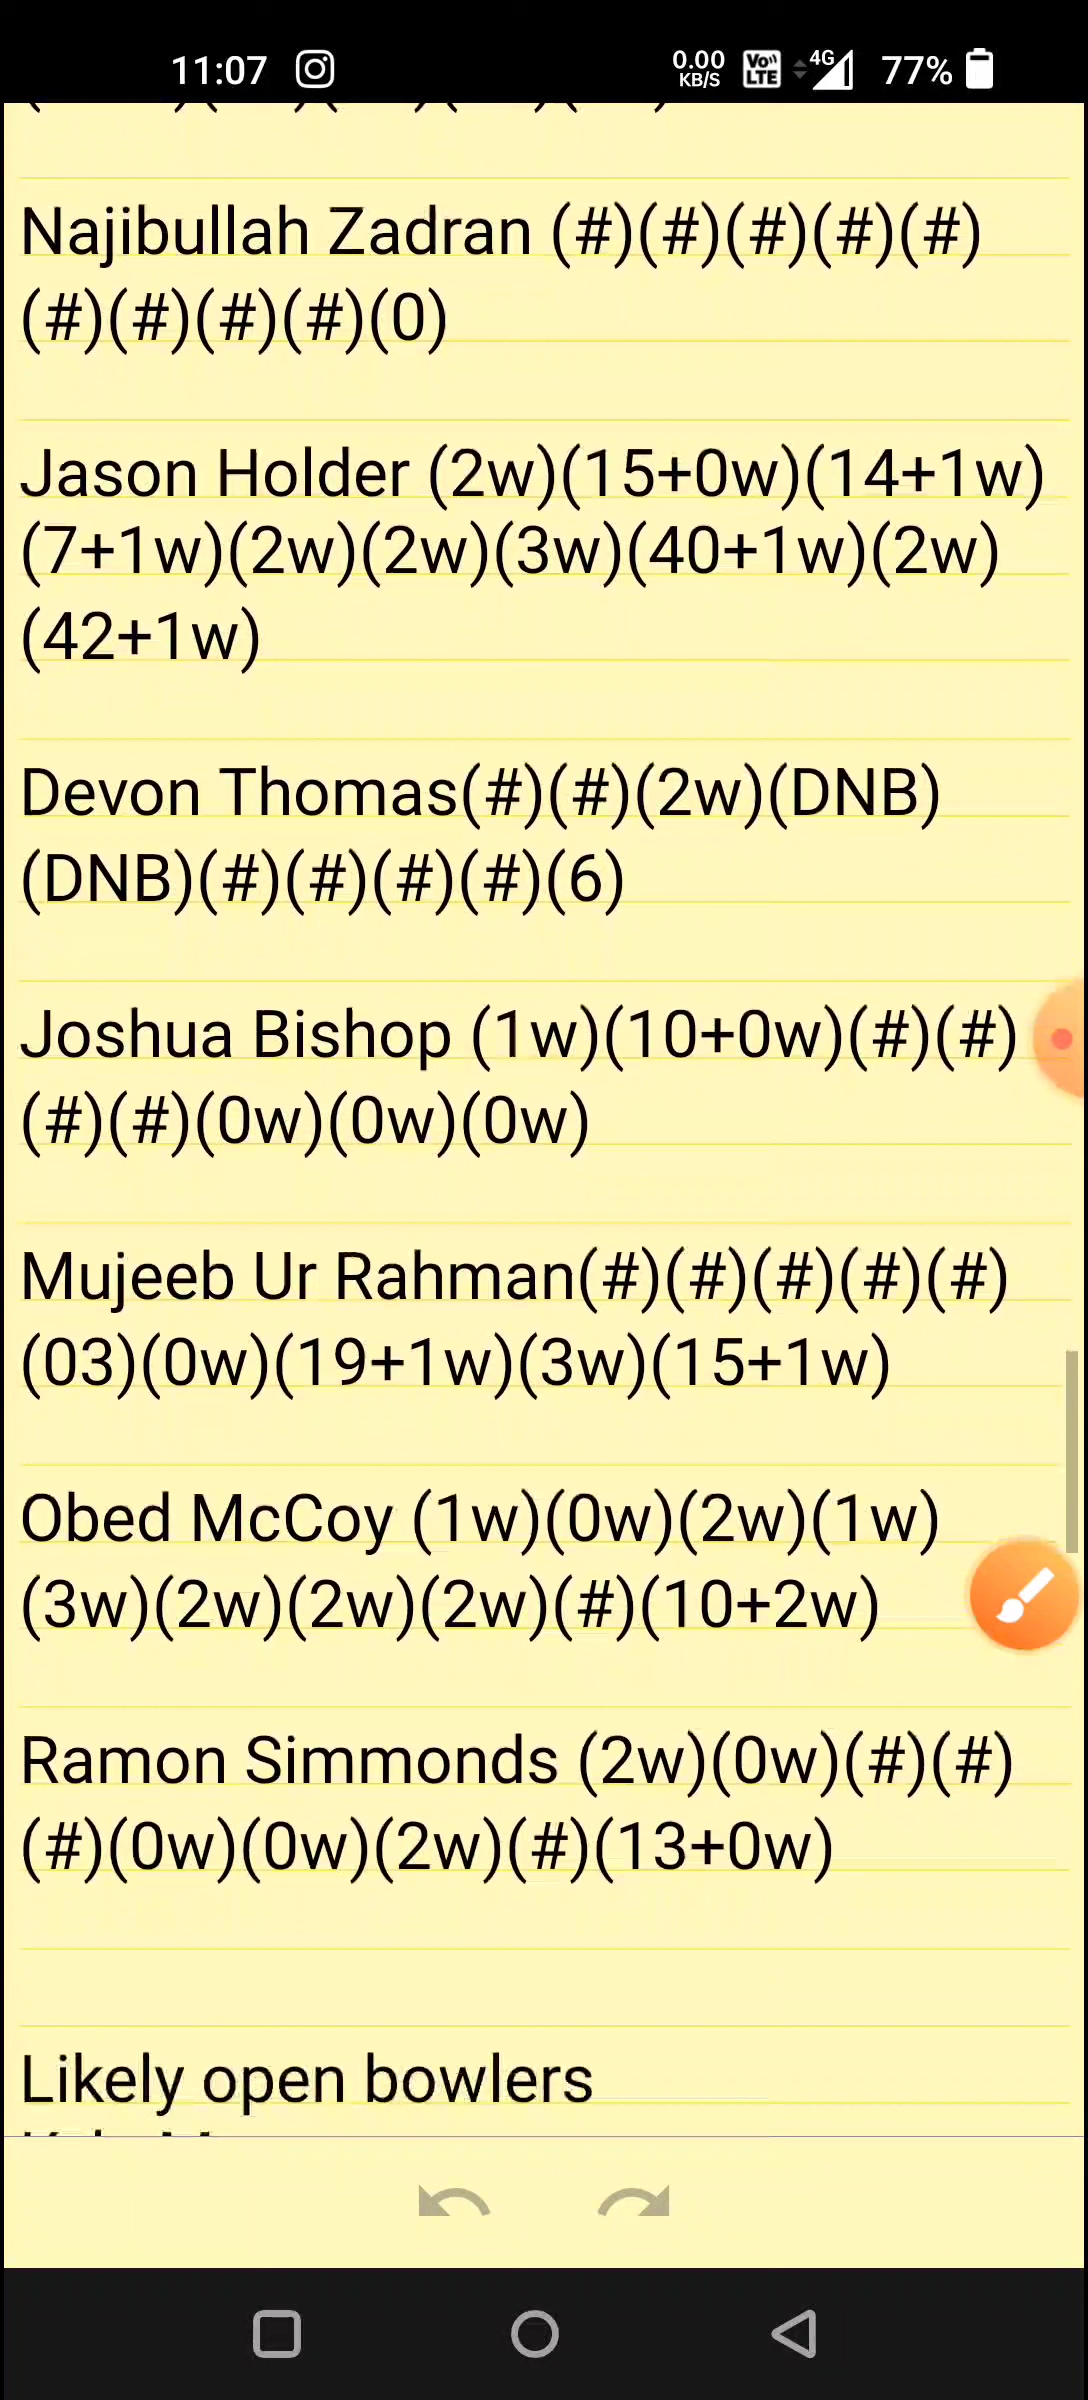 11:07 0.00 KB/S VoLTE 4G 77%
Najibullah Zadran (#)(#)(#)(#)(#)
(#)(#)(#)(#)(0)
Jason Holder (2w)(15+0w)(14+1w)
(7+1w)(2w)(2w)(3w)(40+1w)(2w)
(42+1w)
Devon Thomas(#)(#)(2w)(DNB)
(DNB)(#)(#)(#)(#)(6)
Joshua Bishop (1w)(10+0w)(#)(#)
(#)(#)(0w)(0w)(0w)
Mujeeb Ur Rahman(#)(#)(#)(#)(#)
(03)(0w)(19+1w)(3w)(15+1w)
Obed McCoy (1w)(0w)(2w)(1w)
(3w)(2w)(2w)(2w)(#)(10+2w)
Ramon Simmonds (2w)(0w)(#)(#)
(#)(0w)(0w)(2w)(#)(13+0w)
Likely open bowlers